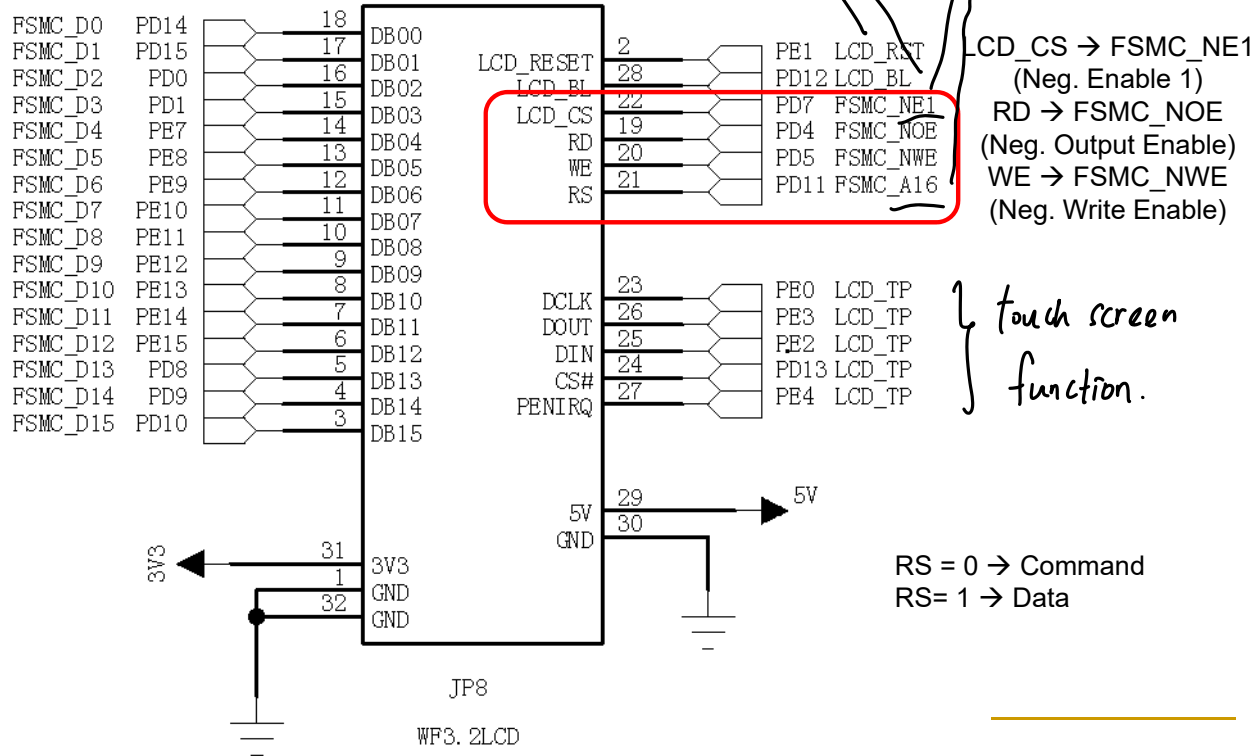 FSMC_D0 PD14 18 DB00
FSMC_D1 PD15 17 DB01
FSMC_D2 PD0 16 DB02
FSMC_D3 PD1 15 DB03
FSMC_D4 PE7 14 DB04
FSMC_D5 PE8 13 DB05
FSMC_D6 PE9 12 DB06
FSMC_D7 PE10 11 DB07
FSMC_D8 PE11 10 DB08
FSMC_D9 PE12 9 DB09
FSMC_D10 PE13 8 DB10
FSMC_D11 PE14 7 DB11
FSMC_D12 PE15 6 DB12
FSMC_D13 PD8 5 DB13
FSMC_D14 PD9 4 DB14
FSMC_D15 PD10 3 DB15
3V3 31 3V3
1 GND
32 GND
LCD_RESET 2 PE1 LCD_RST
LCD_BL 28 PD12 LCD_BL
LCD_CS 22 PD7 FSMC_NE1
RD 19 PD4 FSMC_NOE
WE 20 PD5 FSMC_NWE
RS 21 PD11 FSMC_A16
DCLK 23 PE0 LCD_TP
DOUT 26 PE3 LCD_TP
DIN 25 PE2 LCD_TP
CS# 24 PD13 LCD_TP
PENIRQ 27 PE4 LCD_TP
5V 29 5V
GND 30
LCD_CS → FSMC_NE1
(Neg. Enable 1)
RD → FSMC_NOE
(Neg. Output Enable)
WE → FSMC_NWE
(Neg. Write Enable)
touch screen
function.
RS = 0 → Command
RS= 1 → Data
JP8
WF3.2LCD